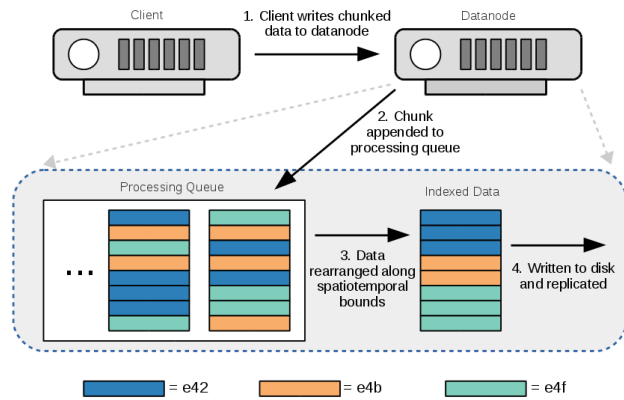 Client
1. Client writes chunked
data to datanode
Datanode
2. Chunk
appended to
processing queue
Processing Queue
Indexed Data
...
3. Data
rearranged along
spatiotemporal
bounds
4. Written to disk
and replicated
= e42
= e4b
= e4f